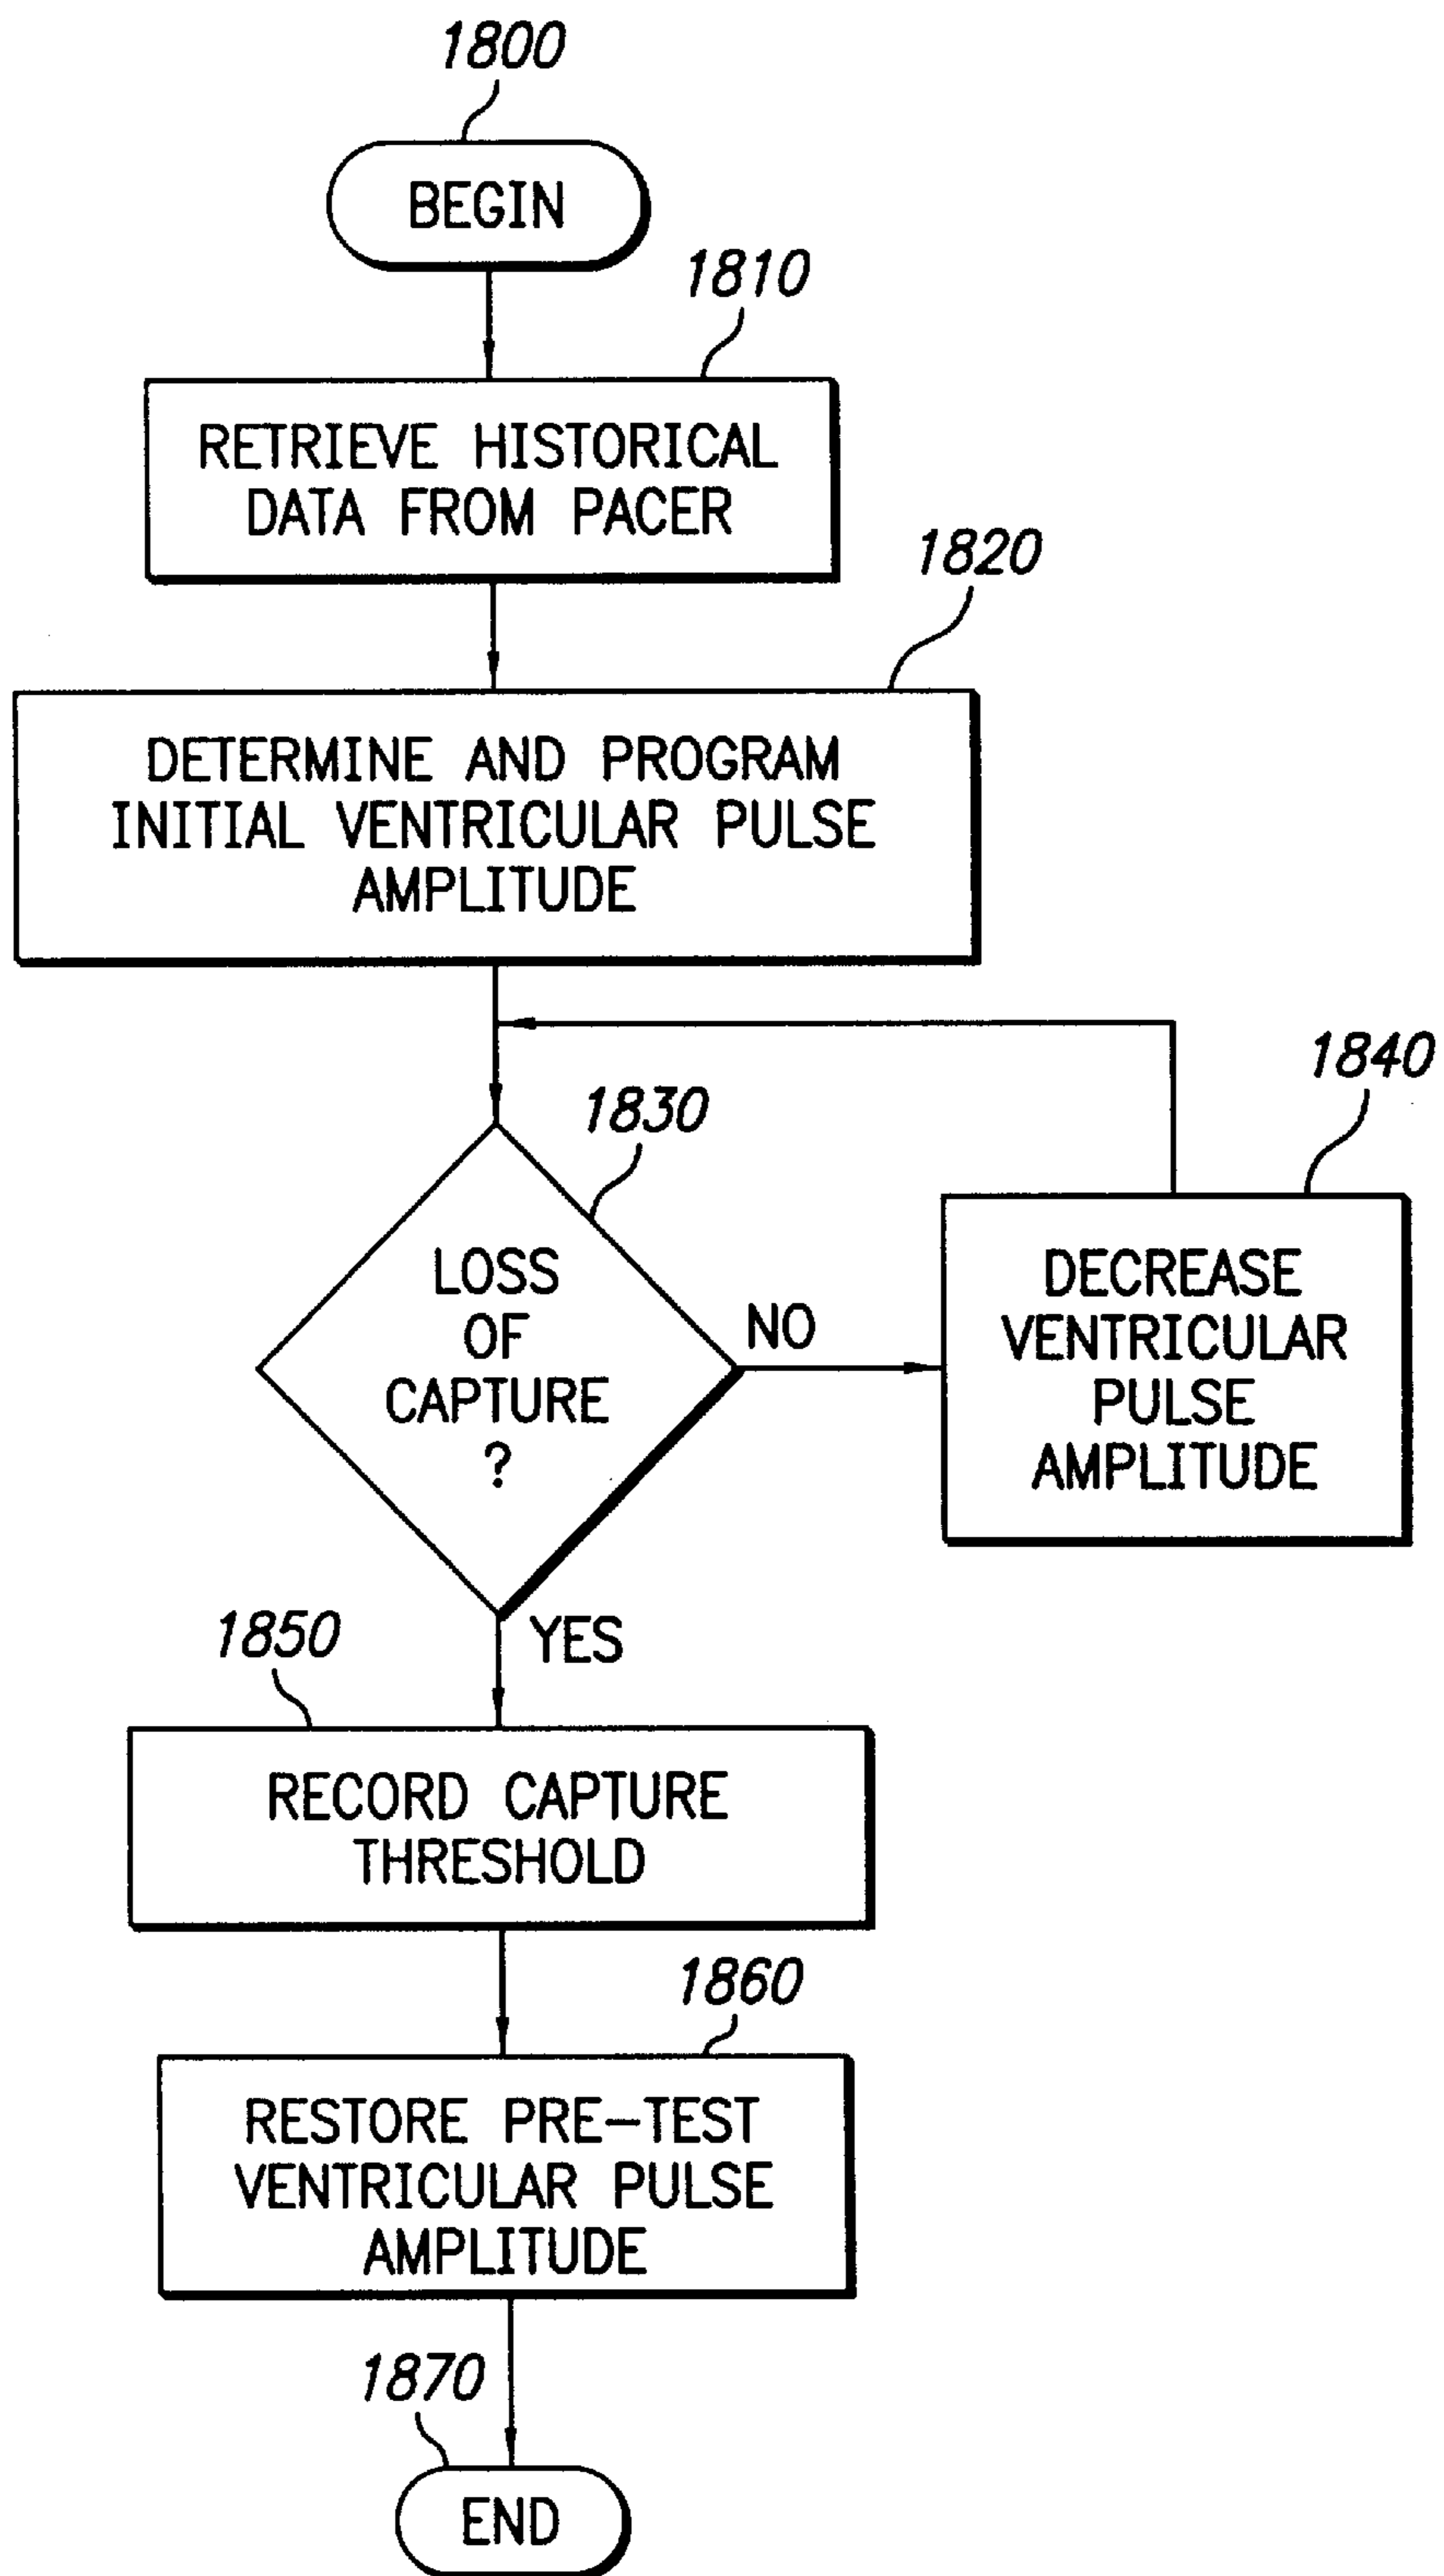 1800
BEGIN
1810
RETRIEVE HISTORICAL
DATA FROM PACER
1820
DETERMINE AND PROGRAM
INITIAL VENTRICULAR PULSE
AMPLITUDE
1830
LOSS
OF
CAPTURE
?
NO
1840
DECREASE
VENTRICULAR
PULSE
AMPLITUDE
YES
1850
RECORD CAPTURE
THRESHOLD
1860
RESTORE PRE-TEST
VENTRICULAR PULSE
AMPLITUDE
1870
END